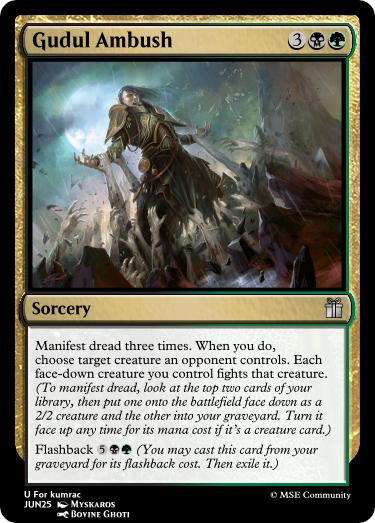 Gudul Ambush 3
Sorcery
Manifest dread three times. When you do,
choose target creature an opponent controls. Each
face-down creature you control fights that creature.
(To manifest dread, look at the top two cards of your
library, then put one onto the battlefield face down as a
2/2 creature and the other into your graveyard. Turn it
face up any time for its mana cost if it's a creature card.)
Flashback 5 (You may cast this card from
your graveyard for its flashback cost. Then exile it.)
U For kumrac
JUN25 Myskaros © MSE Community
Bovine Ghoti